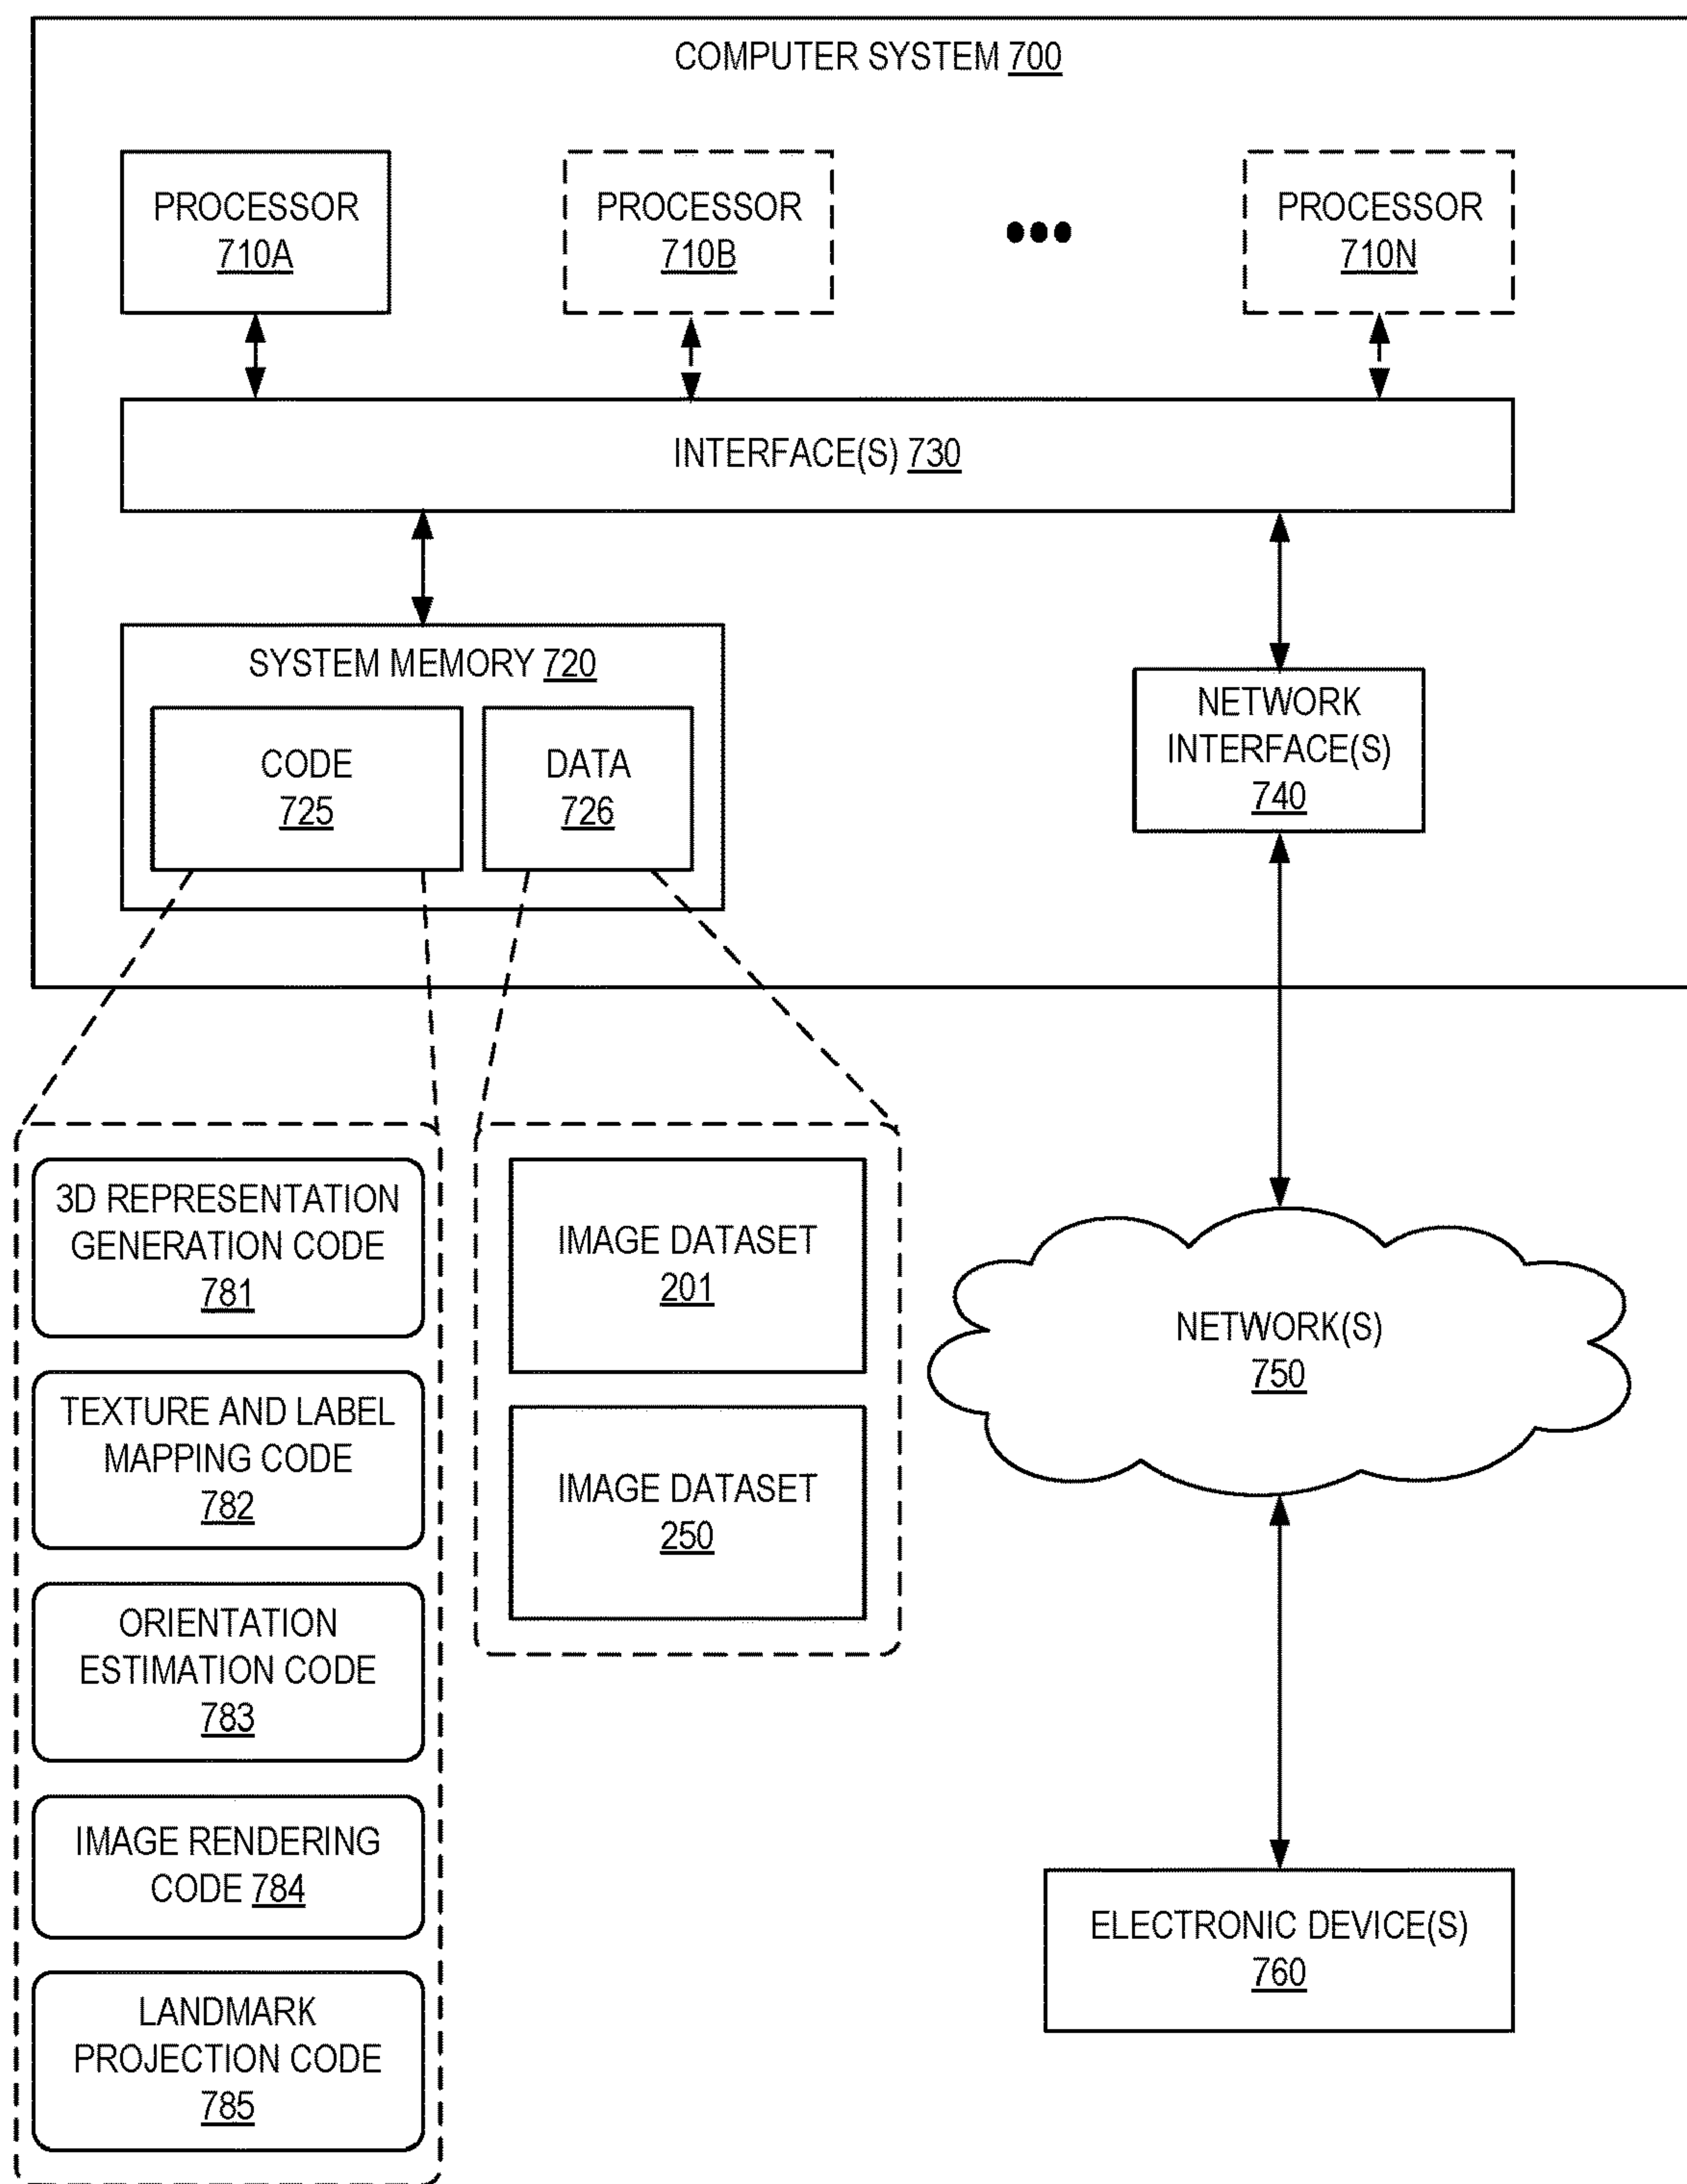 COMPUTER SYSTEM 700
PROCESSOR
710A
PROCESSOR
710B
PROCESSOR
710N
INTERFACE(S) 730
SYSTEM MEMORY 720
CODE
725
DATA
726
NETWORK
INTERFACE(S)
740
3D REPRESENTATION
GENERATION CODE
781
TEXTURE AND LABEL
MAPPING CODE
782
ORIENTATION
ESTIMATION CODE
783
IMAGE RENDERING
CODE 784
LANDMARK
PROJECTION CODE
785
IMAGE DATASET
201
IMAGE DATASET
250
NETWORK(S)
750
ELECTRONIC DEVICE(S)
760